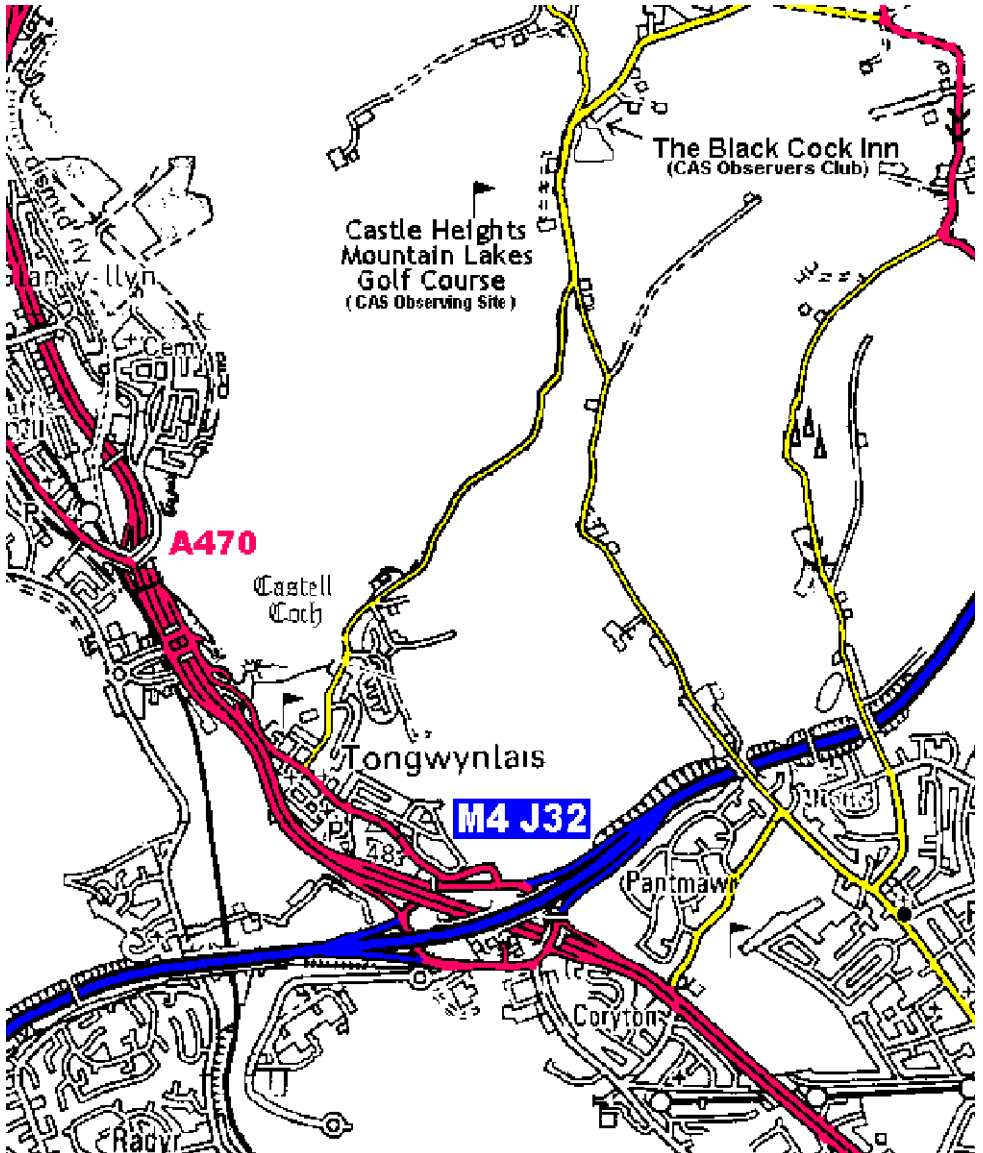 The Black Cock Inn
(CAS Observers Club)
Castle Heights
Mountain Lakes
Golf Course
( CAS Observing Site )
Cemy
P
A470
Castell
Coch
Tongwynlais
M4 J32
P
Pantmawr
Coryton
Radyr